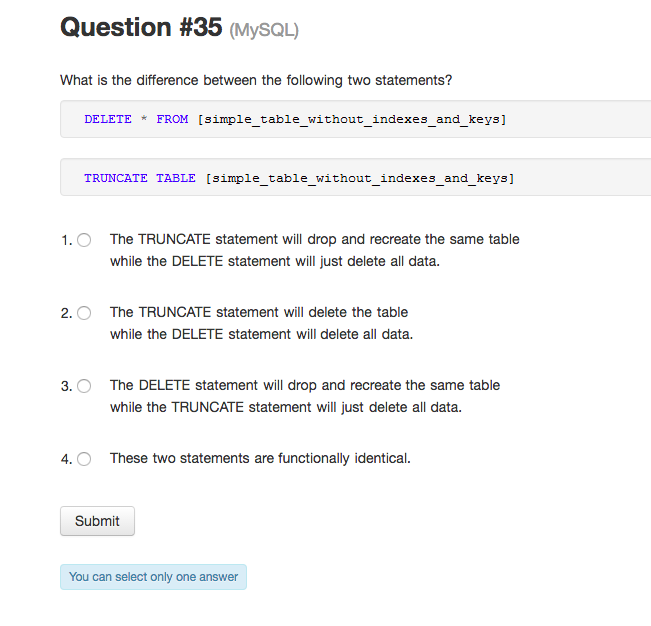 Question #35 (MySQL)
What is the difference between the following two statements?
DELETE * FROM [simple_table_without_indexes_and_keys]
TRUNCATE TABLE [simple_table_without_indexes_and_keys]
1. The TRUNCATE statement will drop and recreate the same table
while the DELETE statement will just delete all data.
2. The TRUNCATE statement will delete the table
while the DELETE statement will delete all data.
3. The DELETE statement will drop and recreate the same table
while the TRUNCATE statement will just delete all data.
4. These two statements are functionally identical.
Submit
You can select only one answer